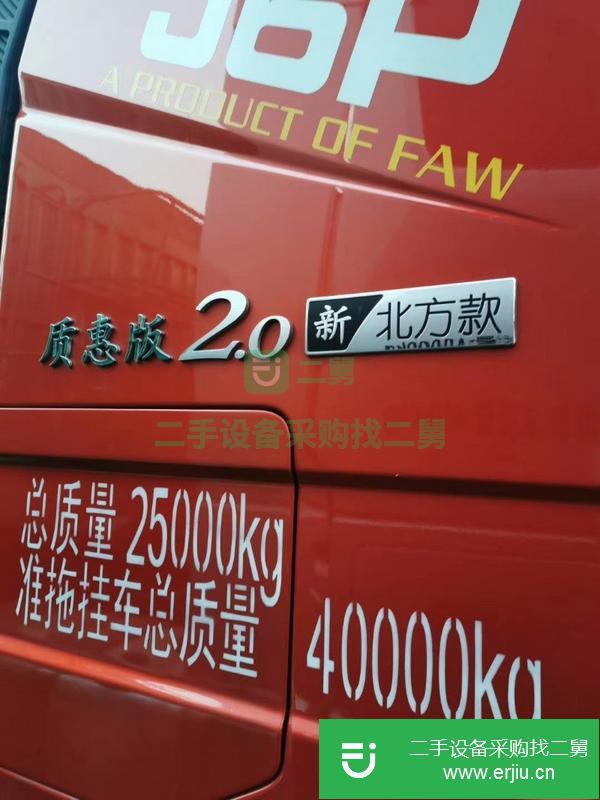 J6P
A PRODUCT OF FAW
质惠版 2.0 新 北方款
二舅
二手设备采购找二舅
总质量 25000kg
准拖挂车总质量 40000kg
二手设备采购找二舅
www.erjiu.cn